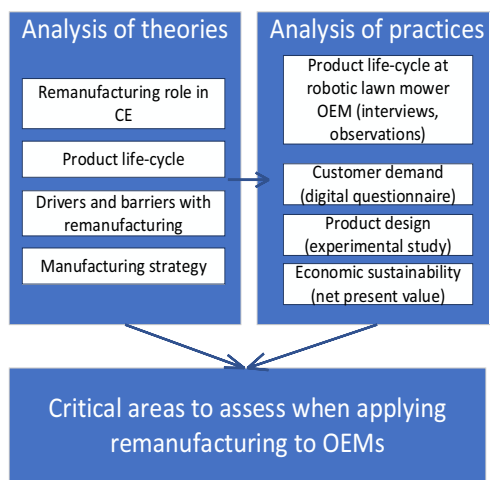 Analysis of theories
Remanufacturing role in
CE
Product life-cycle
Drivers and barriers with
remanufacturing
Manufacturing strategy
Analysis of practices
Product life-cycle at
robotic lawn mower
OEM (interviews,
observations)
Customer demand
(digital questionnaire)
Product design
(experimental study)
Economic sustainability
(net present value)
Critical areas to assess when applying
remanufacturing to OEMs